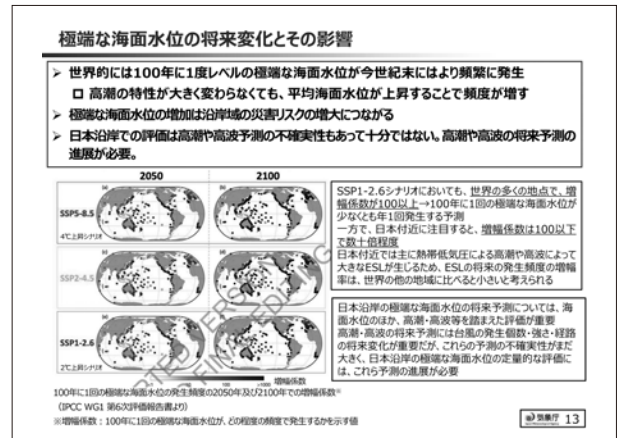 極端な海面水位の将来変化とその影響
➢ 世界的には100年に1度レベルの極端な海面水位が今世紀末にはより頻繁に発生
□ 高潮の特性が大きく変わらなくても、平均海面水位が上昇することで頻度が増す
➢ 極端な海面水位の増加は沿岸域の災害リスクの増大につながる
➢ 日本沿岸での評価は高潮や高波予測の不確実性もあって十分ではない。高潮や高波の将来予測の
進展が必要。
2050 2100
SSP5-8.5
4℃上昇シナリオ
SSP2-4.5
SSP1-2.6
2℃上昇シナリオ
増幅係数
100年に1回の極端な海面水位の発生頻度の2050年及び2100年での増幅係数※
(IPCC WG1 第6次評価報告書より)
※増幅係数：100年に1回の極端な海面水位が、どの程度の頻度で発生するかを示す値
SSP1-2.6シナリオにおいても、世界の多くの地点で、増
幅係数が100以上→100年に1回の極端な海面水位が
少なくとも年1回発生する予測
一方で、日本付近に注目すると、増幅係数は100以下
で数十倍程度
日本付近では主に熱帯低気圧による高潮や高波によって
大きなESLが生じるため、ESLの将来の発生頻度の増幅
率は、世界の他の地域に比べると小さいと考えられる
日本沿岸の極端な海面水位の将来予測については、海
面水位のほか、高潮・高波等を踏まえた評価が重要
高潮・高波の将来予測には台風の発生個数・強さ・経路
の将来変化が重要だが、これらの予測の不確実性がまだ
大きく、日本沿岸の極端な海面水位の定量的な評価に
は、これら予測の進展が必要
気象庁 13